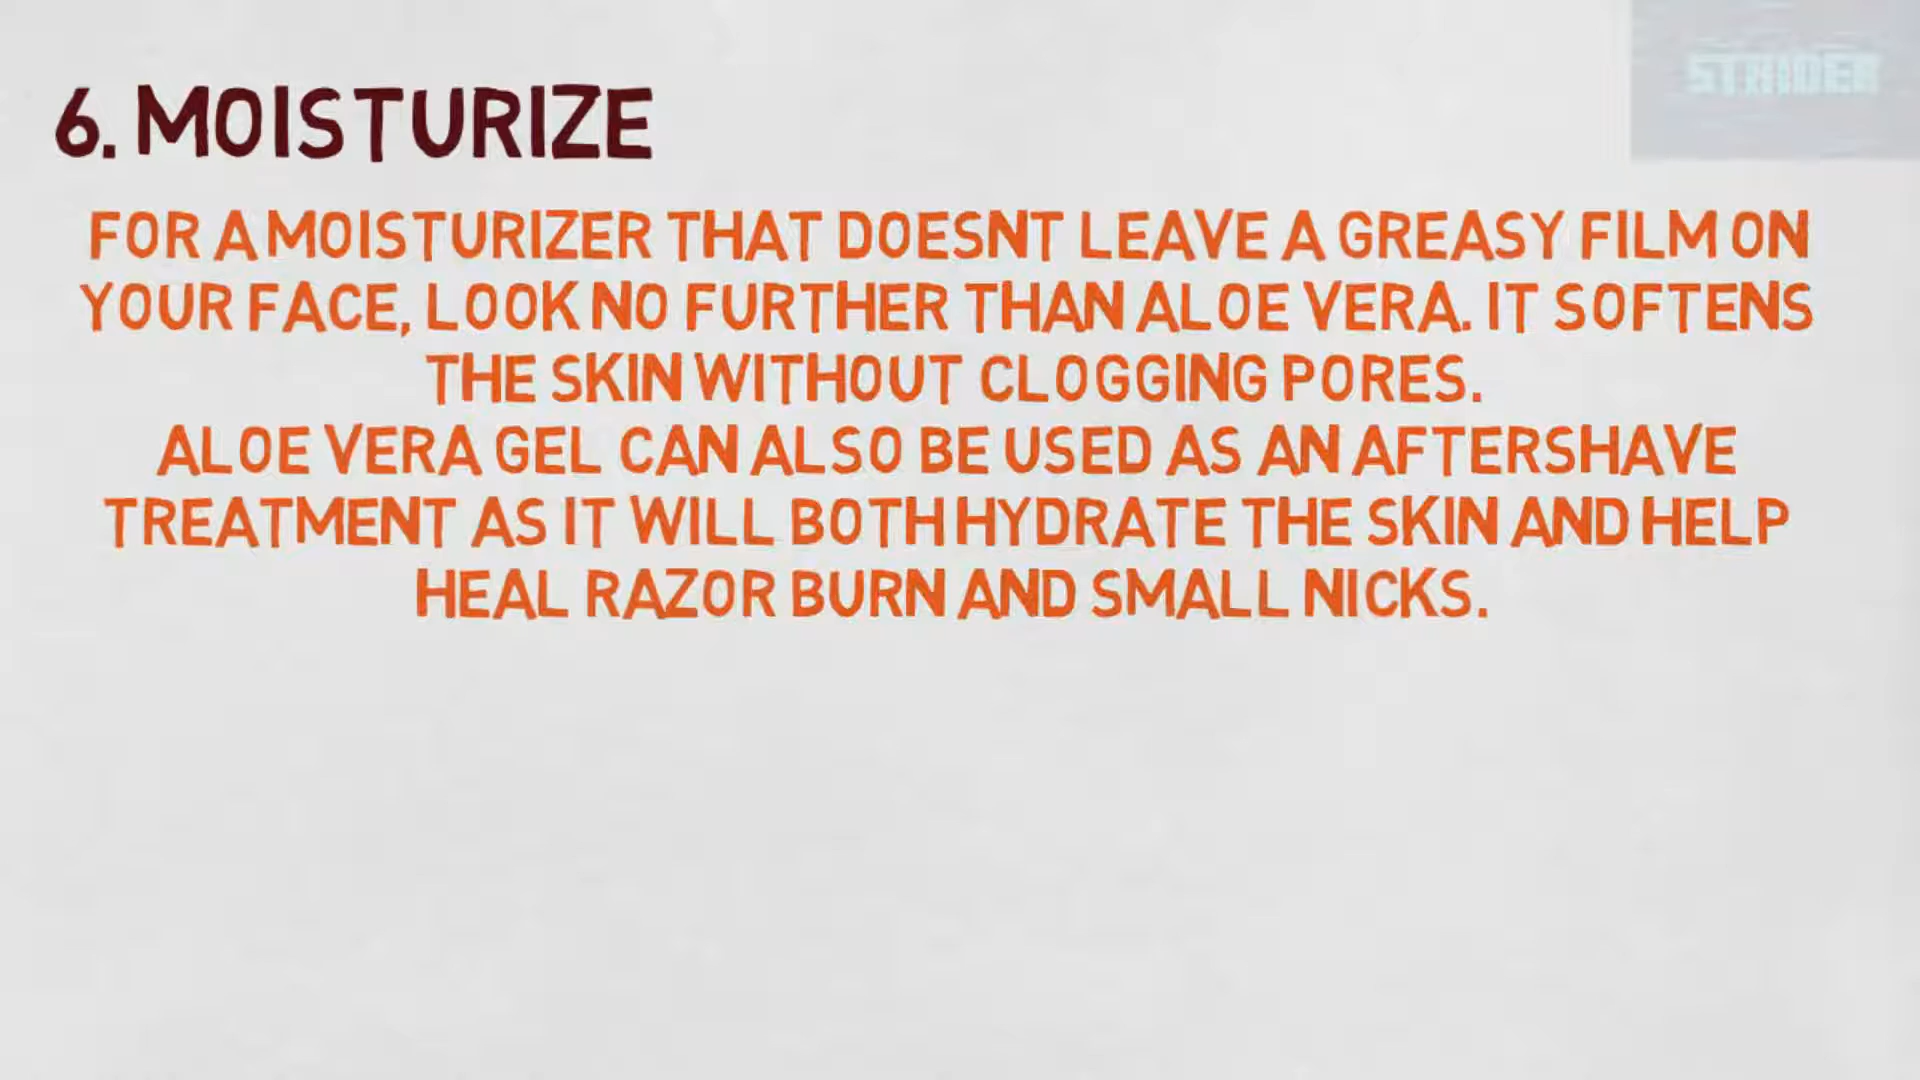 STRIDER
6. MOISTURIZE
FOR A MOISTURIZER THAT DOESNT LEAVE A GREASY FILM ON
YOUR FACE, LOOK NO FURTHER THAN ALOE VERA. IT SOFTENS
THE SKIN WITHOUT CLOGGING PORES.
ALOE VERA GEL CAN ALSO BE USED AS AN AFTERSHAVE
TREATMENT AS IT WILL BOTH HYDRATE THE SKIN AND HELP
HEAL RAZOR BURN AND SMALL NICKS.